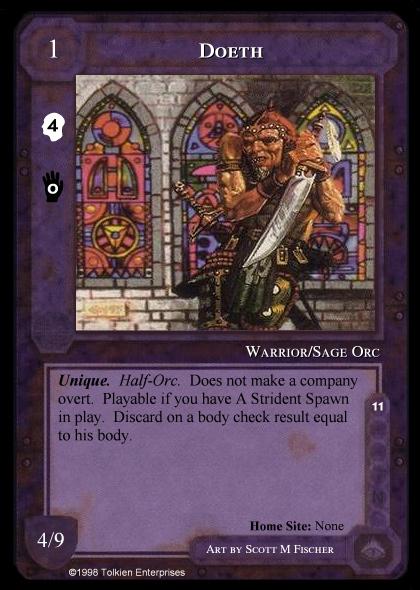 1
Doeth
4
0
Warrior/Sage Orc
Unique. Half-Orc. Does not make a company
overt. Playable if you have A Strident Spawn
in play. Discard on a body check result equal
to his body.
11
Home Site: None
4/9
Art by Scott M Fischer
©1998 Tolkien Enterprises